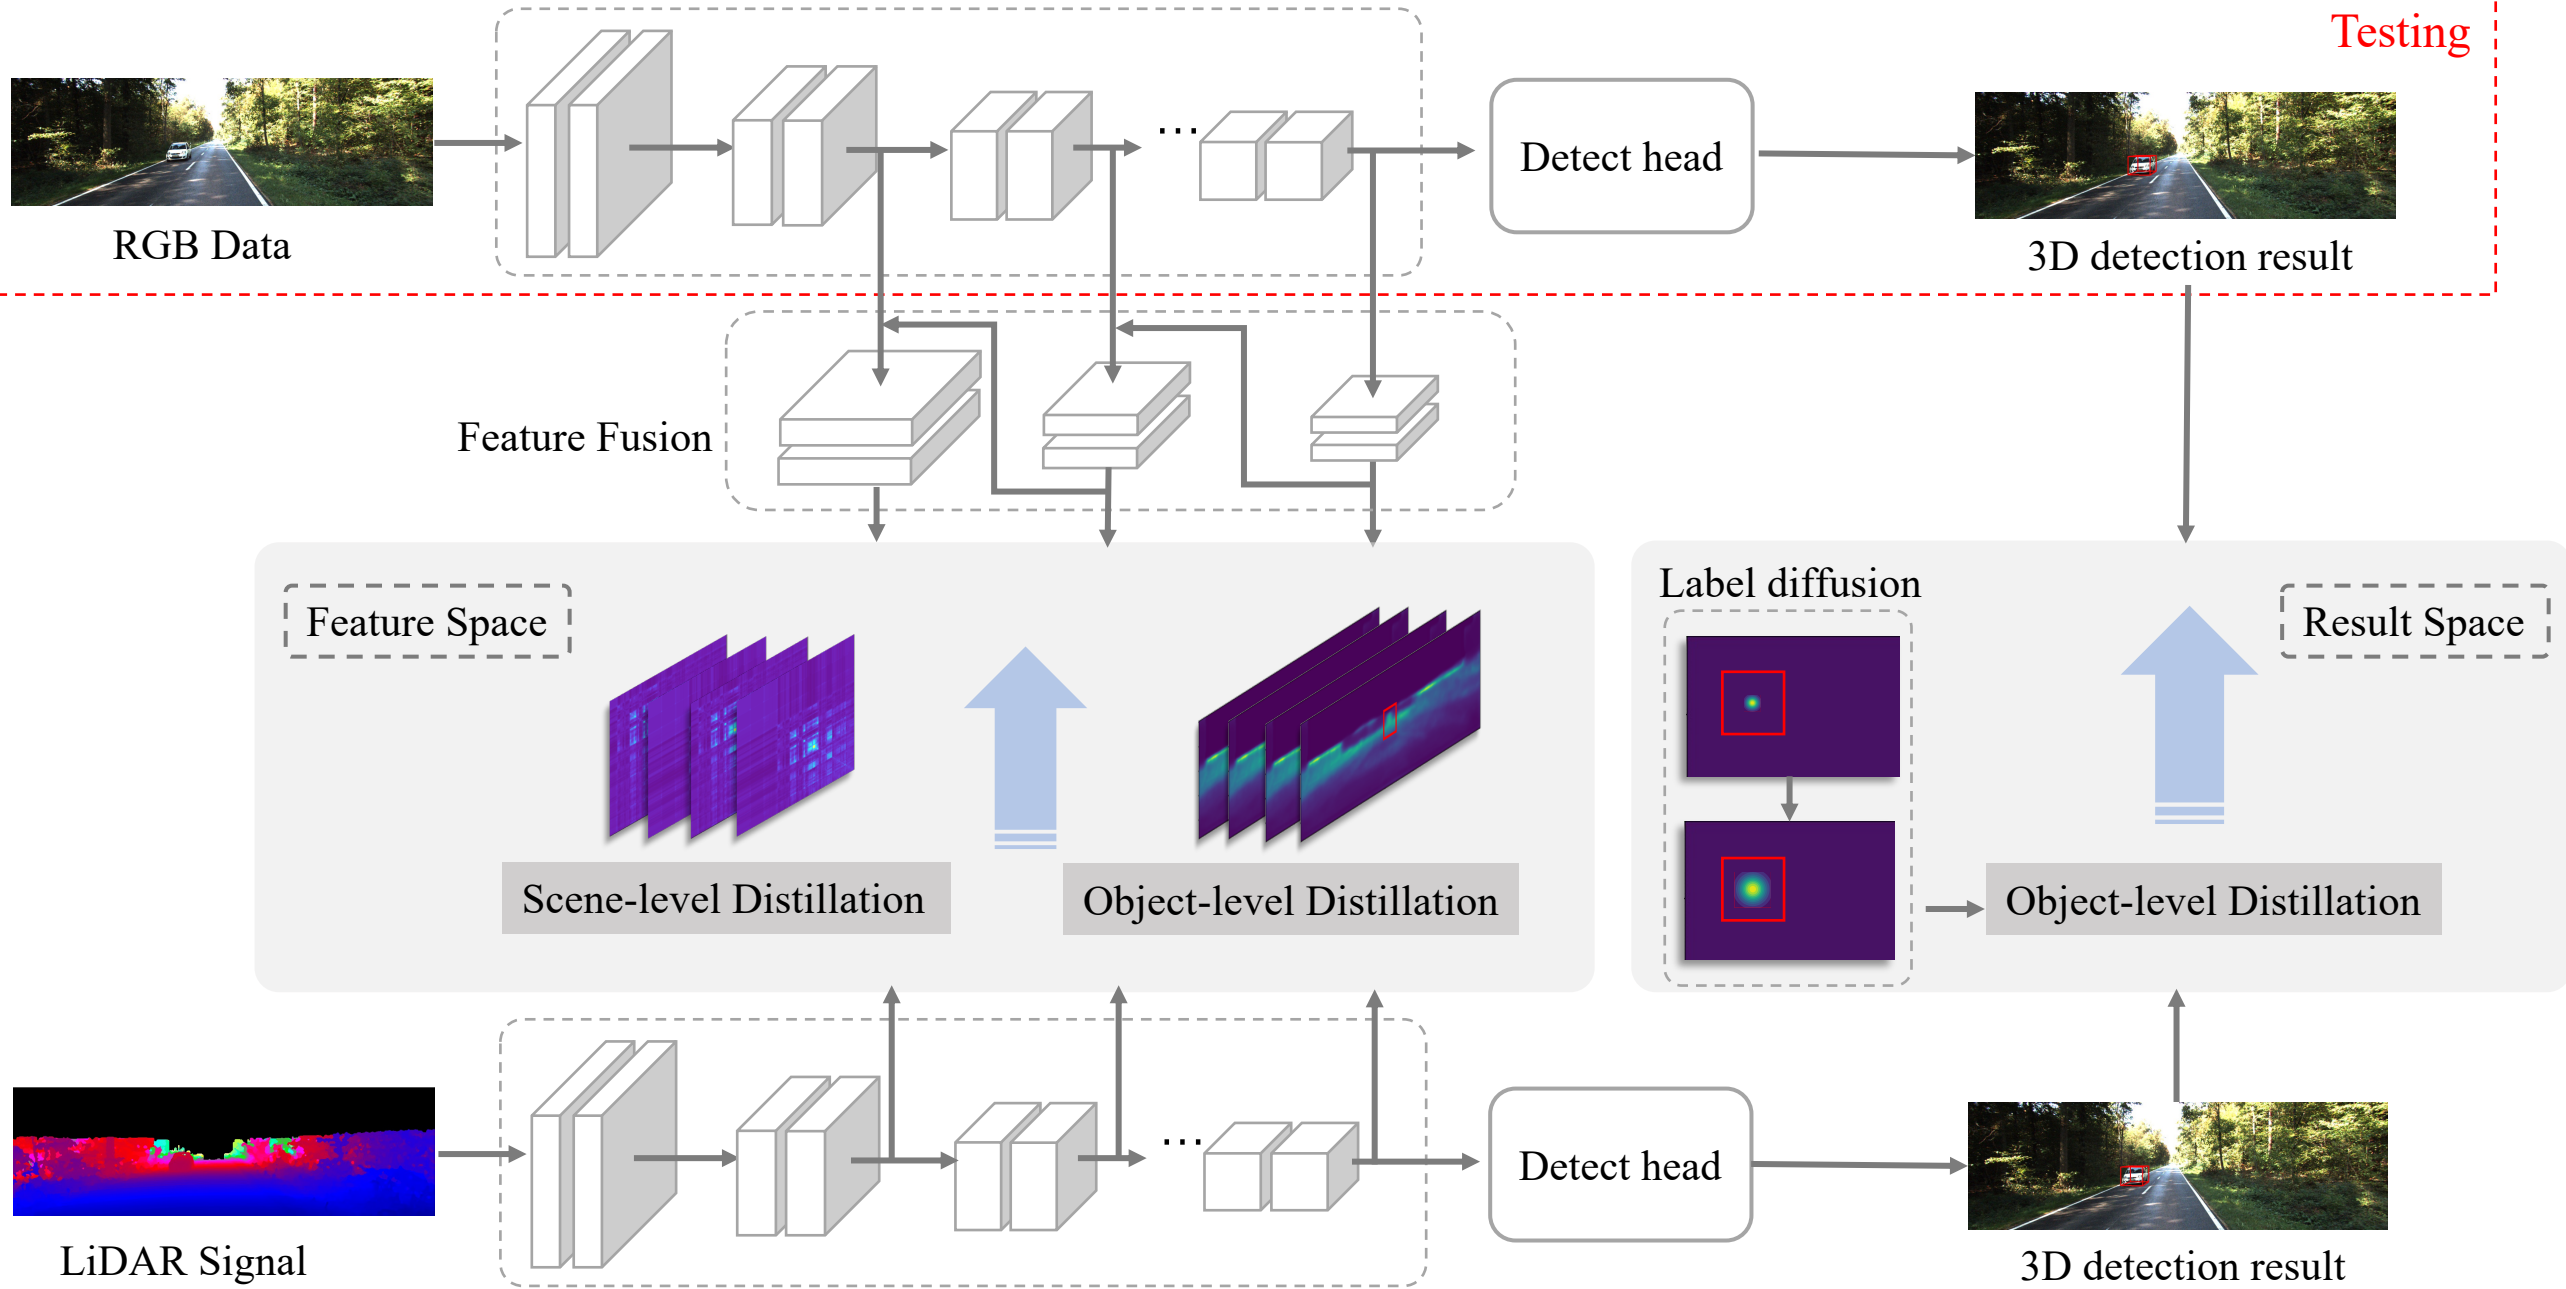 Testing
RGB Data
...
Detect head
3D detection result
Feature Fusion
Feature Space
Label diffusion
Result Space
Scene-level Distillation
Object-level Distillation
Object-level Distillation
LiDAR Signal
...
Detect head
3D detection result